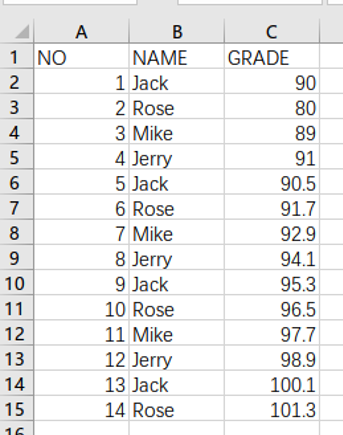 A B C
1 NO NAME GRADE
2 1 Jack 90
3 2 Rose 80
4 3 Mike 89
5 4 Jerry 91
6 5 Jack 90.5
7 6 Rose 91.7
8 7 Mike 92.9
9 8 Jerry 94.1
10 9 Jack 95.3
11 10 Rose 96.5
12 11 Mike 97.7
13 12 Jerry 98.9
14 13 Jack 100.1
15 14 Rose 101.3
16